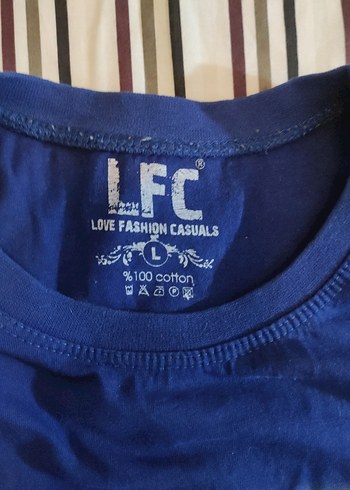 LFC®
LOVE FASHION CASUALS
L
%100 cotton
P